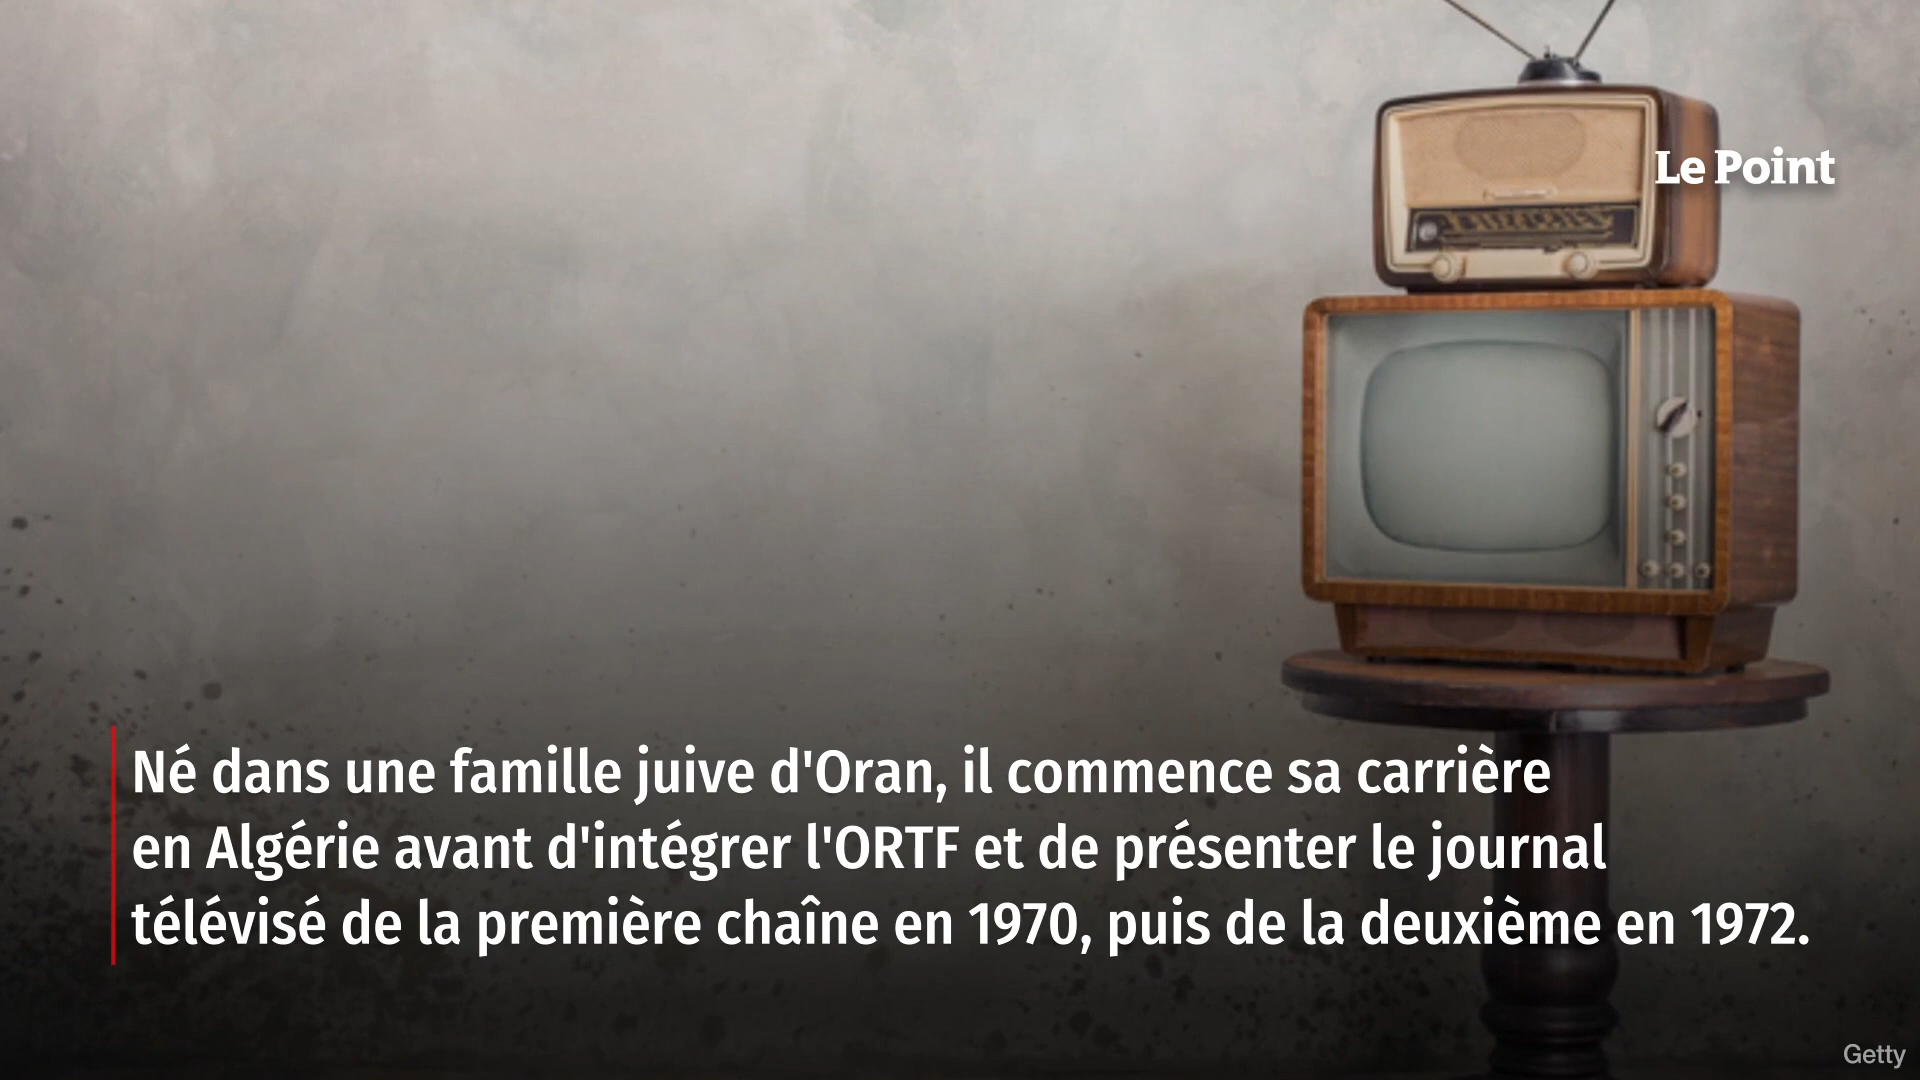 Le Point
Né dans une famille juive d'Oran, il commence sa carrière
en Algérie avant d'intégrer l'ORTF et de présenter le journal
télévisé de la première chaîne en 1970, puis de la deuxième en 1972.
Getty